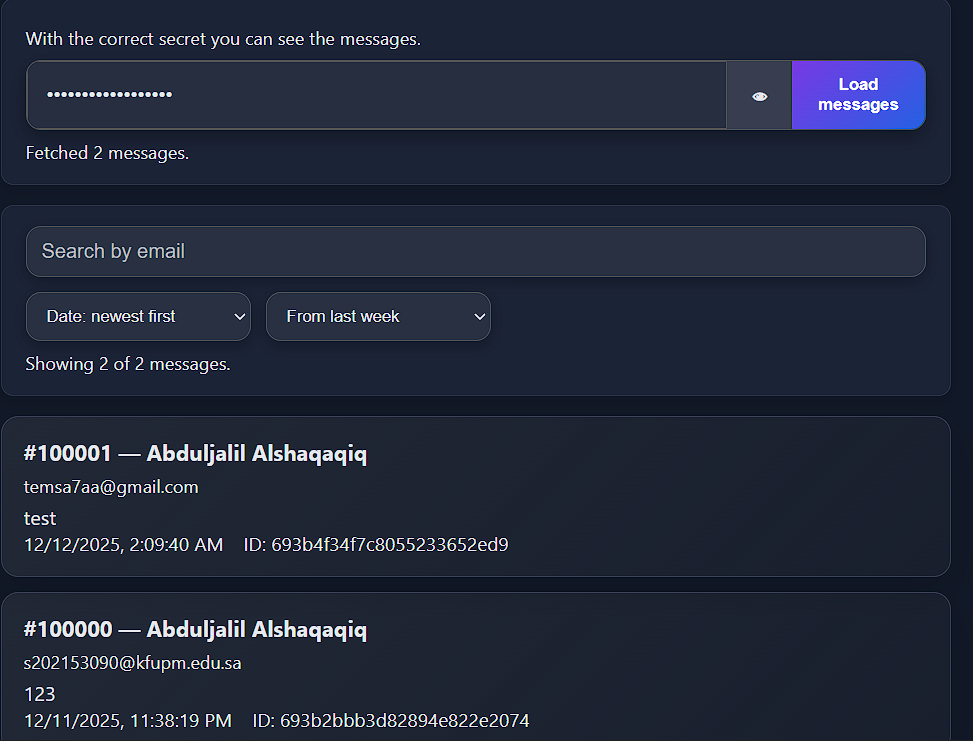 With the correct secret you can see the messages.
••••••••••••••••••
Load
messages
Fetched 2 messages.
Search by email
Date: newest first
From last week
Showing 2 of 2 messages.
#100001 — Abduljalil Alshaqaqiq
temsa7aa@gmail.com
test
12/12/2025, 2:09:40 AM ID: 693b4f34f7c8055233652ed9
#100000 — Abduljalil Alshaqaqiq
s202153090@kfupm.edu.sa
123
12/11/2025, 11:38:19 PM ID: 693b2bbb3d82894e822e2074